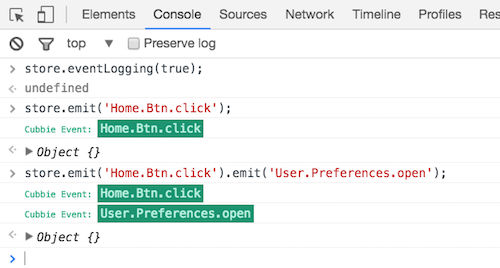 Elements Console Sources Network Timeline Profiles Res
top Preserve log
> store.eventLogging(true);
undefined
> store.emit('Home.Btn.click');
Cubbie Event: Home.Btn.click
Object {}
> store.emit('Home.Btn.click').emit('User.Preferences.open');
Cubbie Event: Home.Btn.click
Cubbie Event: User.Preferences.open
Object {}
>